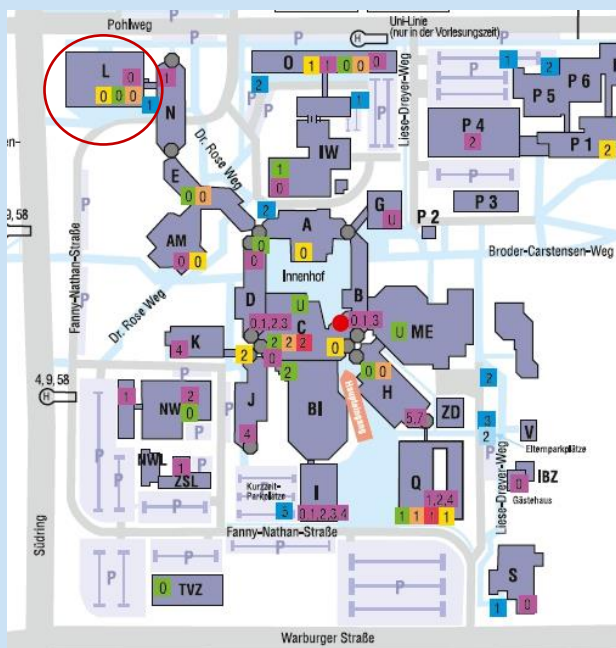 Pohlweg
Uni-Linie
(nur in der Vorlesungszeit)
H
L
0
0 0 0
1
1
N
O
1 1 0 0 0
2
1
Liese-Dreyer-Weg
P
1 2
P 5
P 6
P 4
2
P 1
2
P
P
Dr. Rose Weg
IW
1
0
E
0 0
P
P 3
9, 58
2
A
0
G
U
P 2
Broder-Carstensen-Weg
AM
0 0
0
0
Innenhof
Fanny-Nathan-Straße
P
Dr. Rose Weg
D
0,1,2,3
U
C
2 2 2
B
0,1,3
0
U ME
K
4
2
0
2
0 0
H
Haupteingang
4, 9, 58
H
1
NW
2
0
P
J
4
BI
5,7
ZD
2
3
2
V
Elternparkplätze
NWL
1
ZSL
P
P
P
Kurzzeit-
Parkplätze
5
I
0,1,2,3,4
Q
1,2,4
1 1 1 1
IBZ
0
Gästehaus
Liese-Dreyer-Weg
Fanny-Nathan-Straße
Südring
P
P
P
P
0
TVZ
P
S
1
0
Warburger Straße